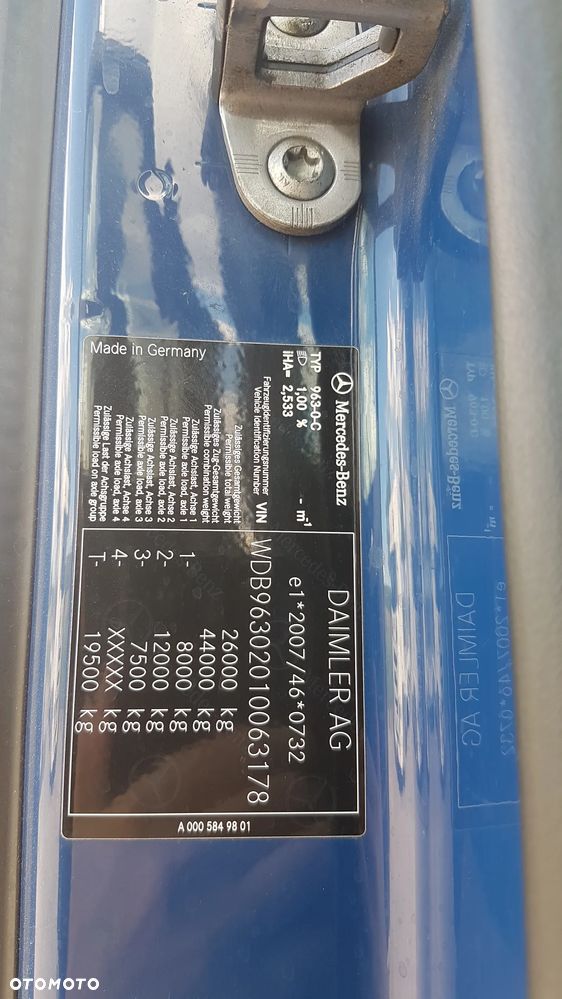 Mercedes-Benz
TYP 963-0-C
1,00 % - m⁻¹
iHA= 2,533
DAIMLER AG
e1*2007/46*0732
Fahrzeugidentifizierungsnummer
Vehicle Identification Number VIN WDB96302010063178
Zulässiges Gesamtgewicht
Permissible total weight 26000 kg
Zulässiges Zug-Gesamtgewicht
Permissible combination weight 44000 kg
Zulässige Achslast, Achse 1
Permissible axle load, axle 1 1- 8000 kg
Zulässige Achslast, Achse 2
Permissible axle load, axle 2 2- 12000 kg
Zulässige Achslast, Achse 3
Permissible axle load, axle 3 3- 7500 kg
Zulässige Achslast, Achse 4
Permissible axle load, axle 4 4- XXXXX kg
Zulässige Last der Achsgruppe
Permissible load on axle group T- 19500 kg
Made in Germany
A 000 584 98 01
OTOMOTO